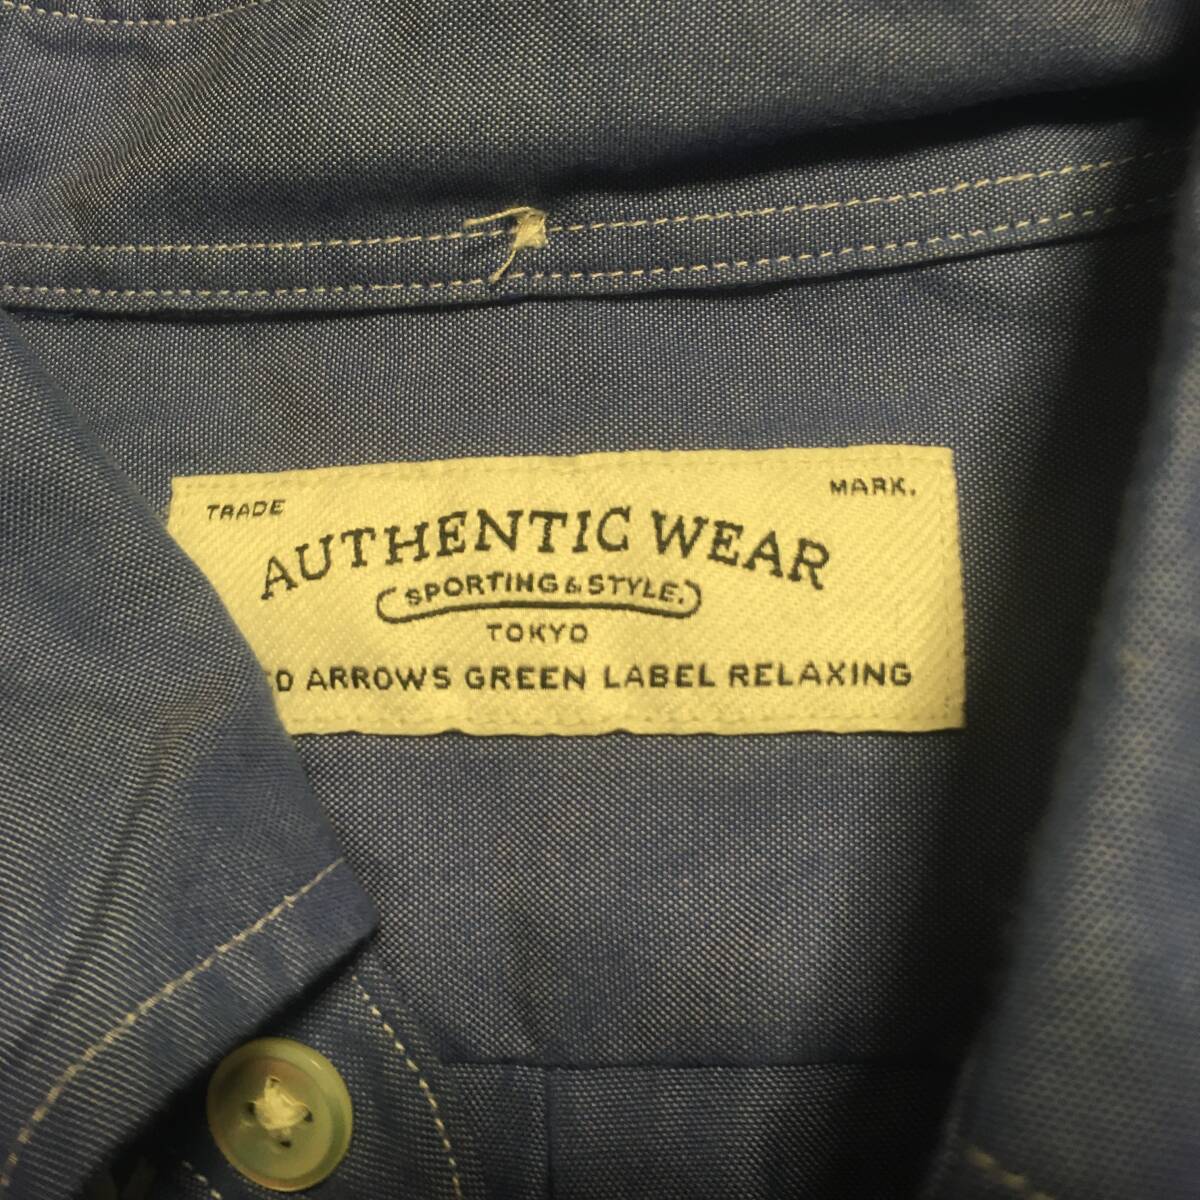 TRADE MARK.
AUTHENTIC WEAR
SPORTING & STYLE.
TOKYO
ARROWS GREEN LABEL RELAXING